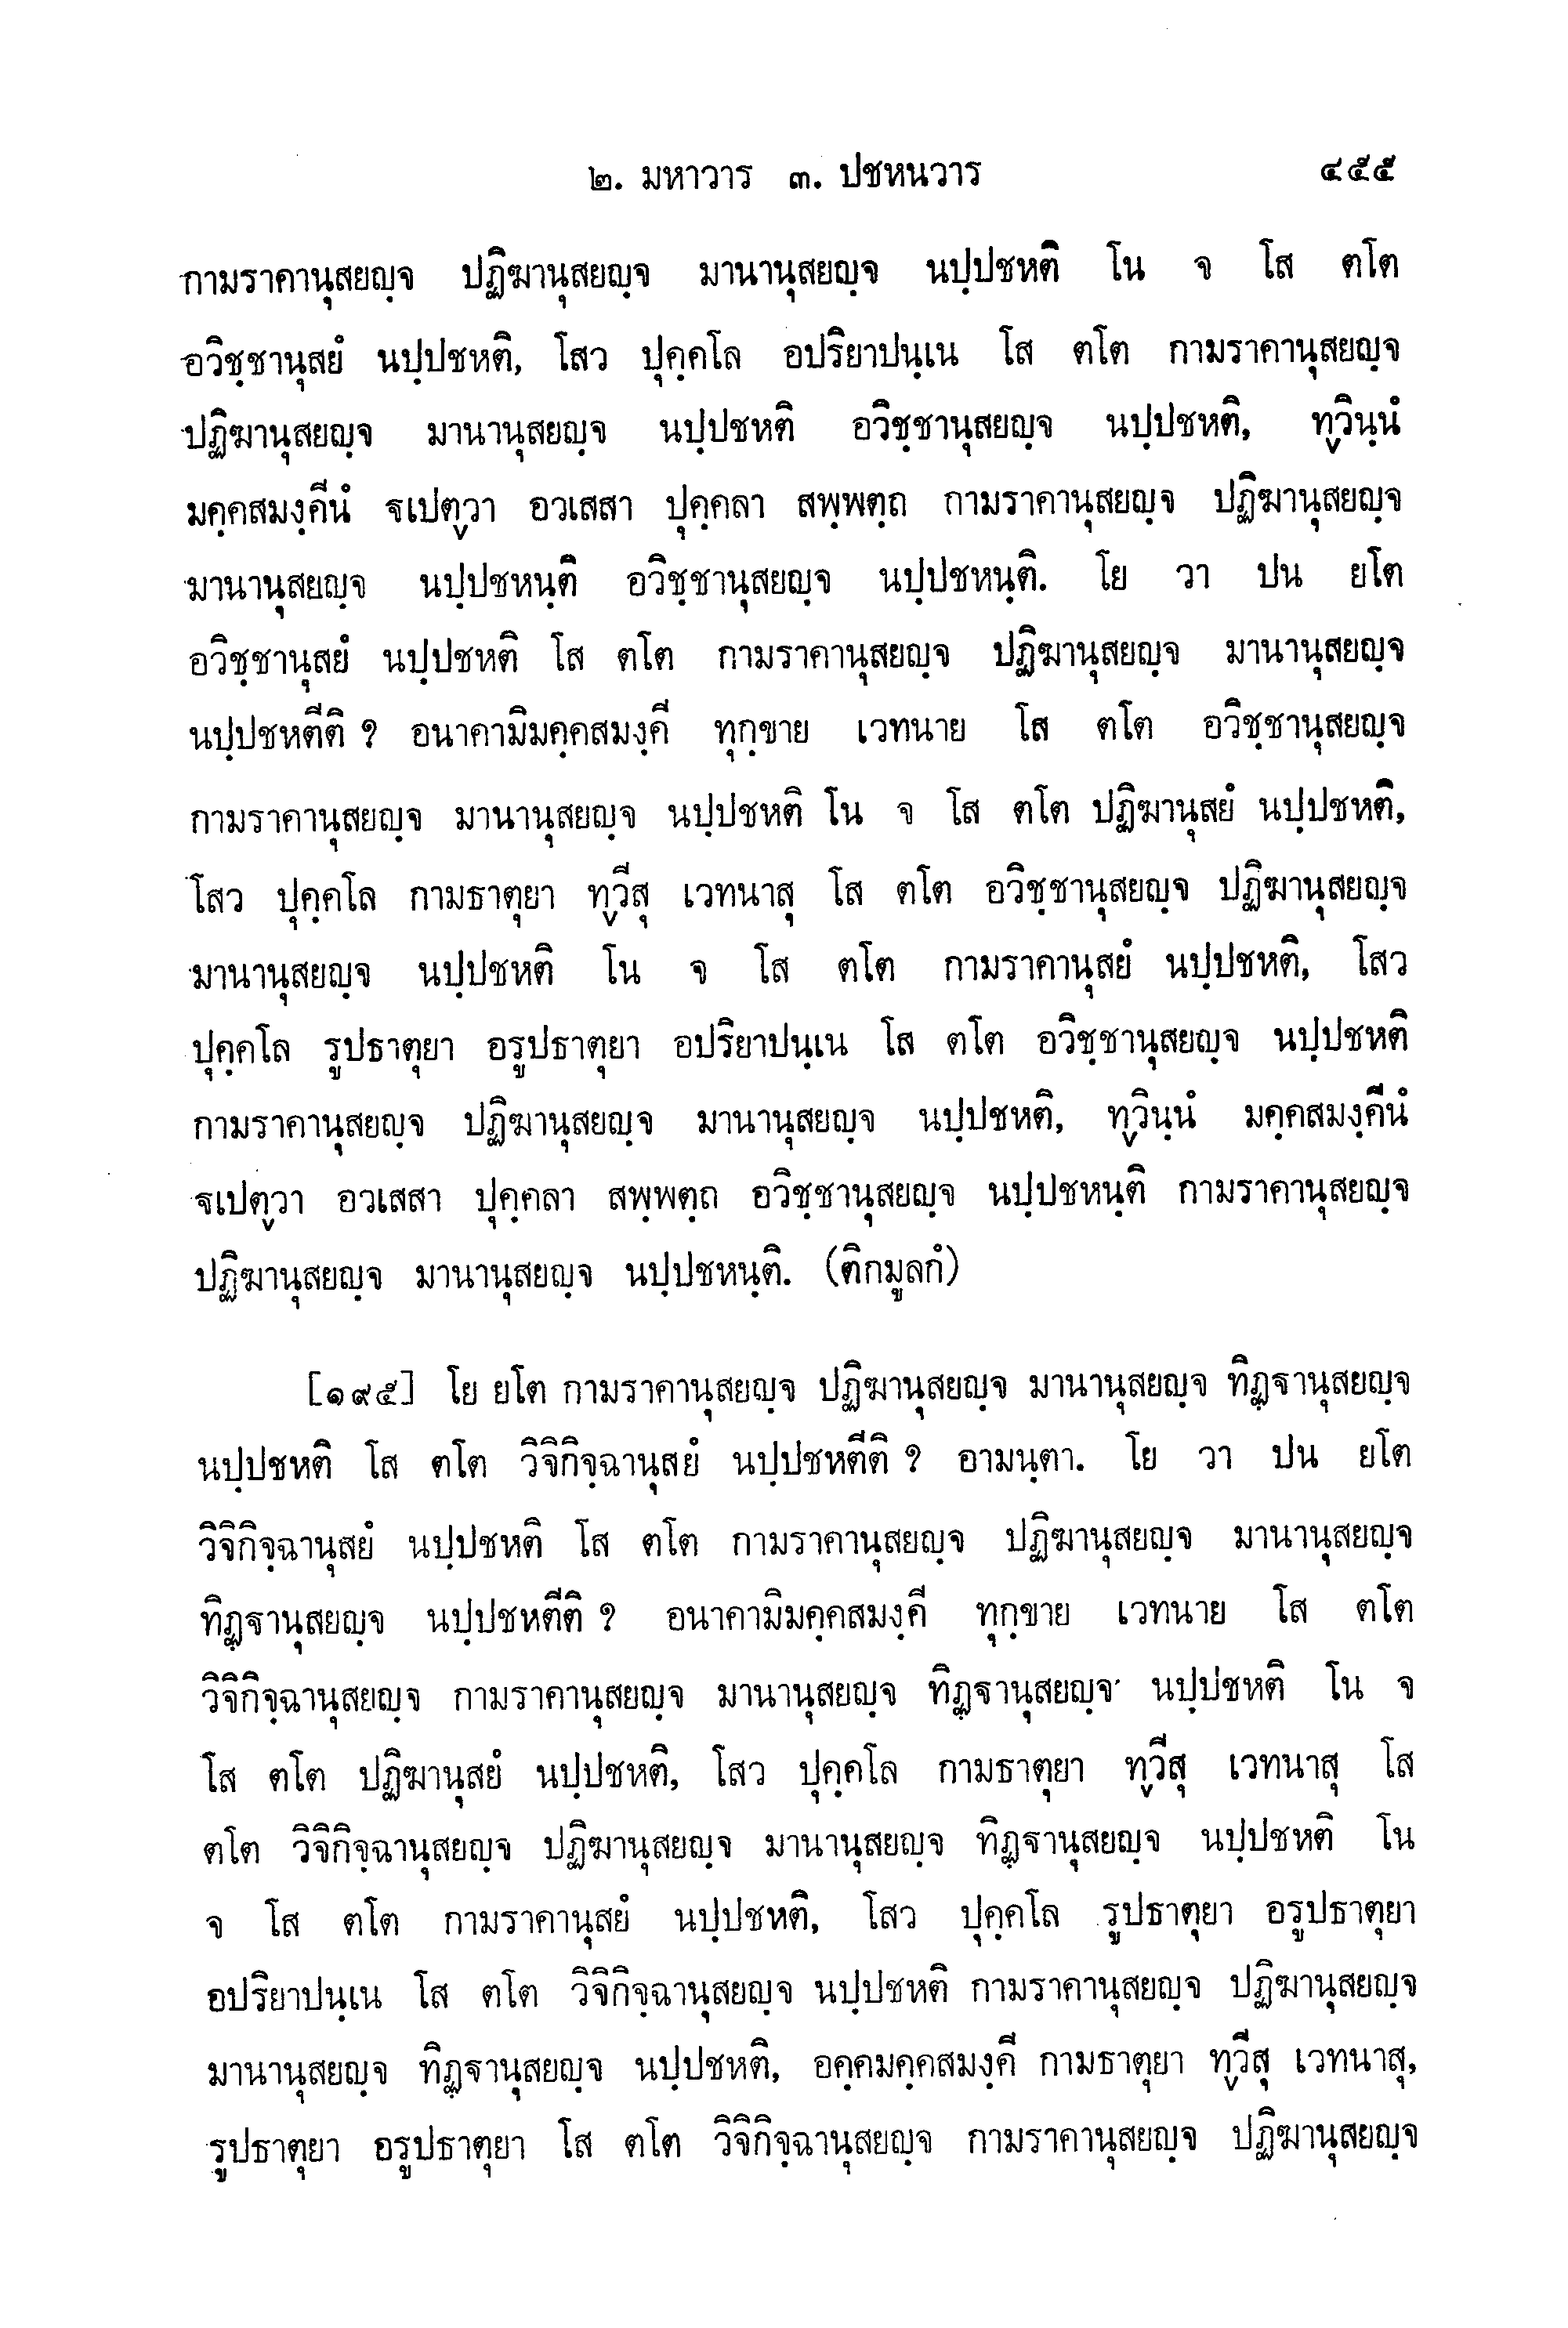 ๒. มหาวาร ๓. ปชหนวาร ๔๕๕
กามราคานุสยญฺจ ปฏิฆานุสยญฺจ มานานุสยญฺจ นปฺปชหติ โน จ โส ตโต
อวิชฺชานุสยํ นปฺปชหติ, โสว ปุคฺคโล อปริยาปนฺเน โส ตโต กามราคานุสยญฺจ
ปฏิฆานุสยญฺจ มานานุสยญฺจ นปฺปชหติ อวิชฺชานุสยญฺจ นปฺปชหติ, ทฺวินฺนํ
มคฺคสมงฺคีนํ ฐเปตฺวา อวเสสา ปุคฺคลา สพฺพตฺถ กามราคานุสยญฺจ ปฏิฆานุสยญฺจ
มานานุสยญฺจ นปฺปชหนฺติ อวิชฺชานุสยญฺจ นปฺปชหนฺติ. โย วา ปน ยโต
อวิชฺชานุสยํ นปฺปชหติ โส ตโต กามราคานุสยญฺจ ปฏิฆานุสยญฺจ มานานุสยญฺจ
นปฺปชหตีติ ? อนาคามิมคฺคสมงฺคี ทุกฺขาย เวทนาย โส ตโต อวิชฺชานุสยญฺจ
กามราคานุสยญฺจ มานานุสยญฺจ นปฺปชหติ โน จ โส ตโต ปฏิฆานุสยํ นปฺปชหติ,
โสว ปุคฺคโล กามธาตุยา ทฺวีสุ เวทนาสุ โส ตโต อวิชฺชานุสยญฺจ ปฏิฆานุสยญฺจ
มานานุสยญฺจ นปฺปชหติ โน จ โส ตโต กามราคานุสยํ นปฺปชหติ, โสว
ปุคฺคโล รูปธาตุยา อรูปธาตุยา อปริยาปนฺเน โส ตโต อวิชฺชานุสยญฺจ นปฺปชหติ
กามราคานุสยญฺจ ปฏิฆานุสยญฺจ มานานุสยญฺจ นปฺปชหติ, ทฺวินฺนํ มคฺคสมงฺคีนํ
ฐเปตฺวา อวเสสา ปุคฺคลา สพฺพตฺถ อวิชฺชานุสยญฺจ นปฺปชหนฺติ กามราคานุสยญฺจ
ปฏิฆานุสยญฺจ มานานุสยญฺจ นปฺปชหนฺติ. (ติกมูลกํ)
[๑๙๕] โย ยโต กามราคานุสยญฺจ ปฏิฆานุสยญฺจ มานานุสยญฺจ ทิฏฺฐานุสยญฺจ
นปฺปชหติ โส ตโต วิจิกิจฺฉานุสยํ นปฺปชหตีติ ? อามนฺตา. โย วา ปน ยโต
วิจิกิจฺฉานุสยํ นปฺปชหติ โส ตโต กามราคานุสยญฺจ ปฏิฆานุสยญฺจ มานานุสยญฺจ
ทิฏฺฐานุสยญฺจ นปฺปชหตีติ ? อนาคามิมคฺคสมงฺคี ทุกฺขาย เวทนาย โส ตโต
วิจิกิจฺฉานุสยญฺจ กามราคานุสยญฺจ มานานุสยญฺจ ทิฏฺฐานุสยญฺจ นปฺปชหติ โน จ
โส ตโต ปฏิฆานุสยํ นปฺปชหติ, โสว ปุคฺคโล กามธาตุยา ทฺวีสุ เวทนาสุ โส
ตโต วิจิกิจฺฉานุสยญฺจ ปฏิฆานุสยญฺจ มานานุสยญฺจ ทิฏฺฐานุสยญฺจ นปฺปชหติ โน
จ โส ตโต กามราคานุสยํ นปฺปชหติ, โสว ปุคฺคโล รูปธาตุยา อรูปธาตุยา
อปริยาปนฺเน โส ตโต วิจิกิจฺฉานุสยญฺจ นปฺปชหติ กามราคานุสยญฺจ ปฏิฆานุสยญฺจ
มานานุสยญฺจ ทิฏฺฐานุสยญฺจ นปฺปชหติ, อคฺคมคฺคสมงฺคี กามธาตุยา ทฺวีสุ เวทนาสุ,
รูปธาตุยา อรูปธาตุยา โส ตโต วิจิกิจฺฉานุสยญฺจ กามราคานุสยญฺจ ปฏิฆานุสยญฺจ